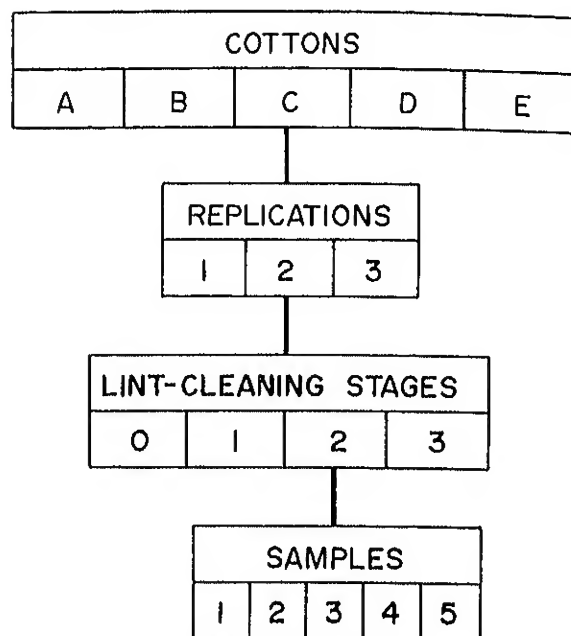 COTTONS
A B C D E
REPLICATIONS
1 2 3
LINT-CLEANING STAGES
0 1 2 3
SAMPLES
1 2 3 4 5